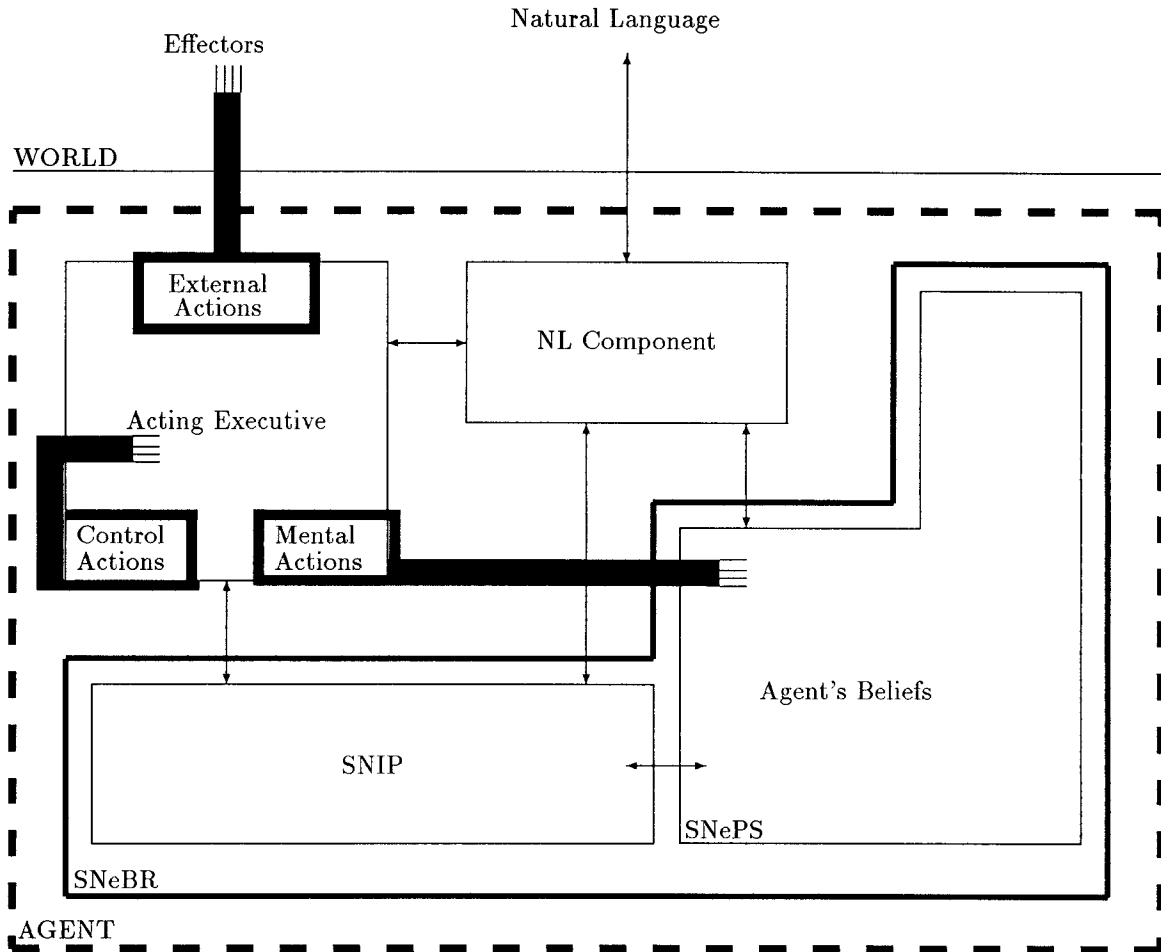 Natural Language
Effectors
WORLD
External
Actions
NL Component
Acting Executive
Control
Actions
Mental
Actions
Agent's Beliefs
SNIP
SNePS
SNeBR
AGENT